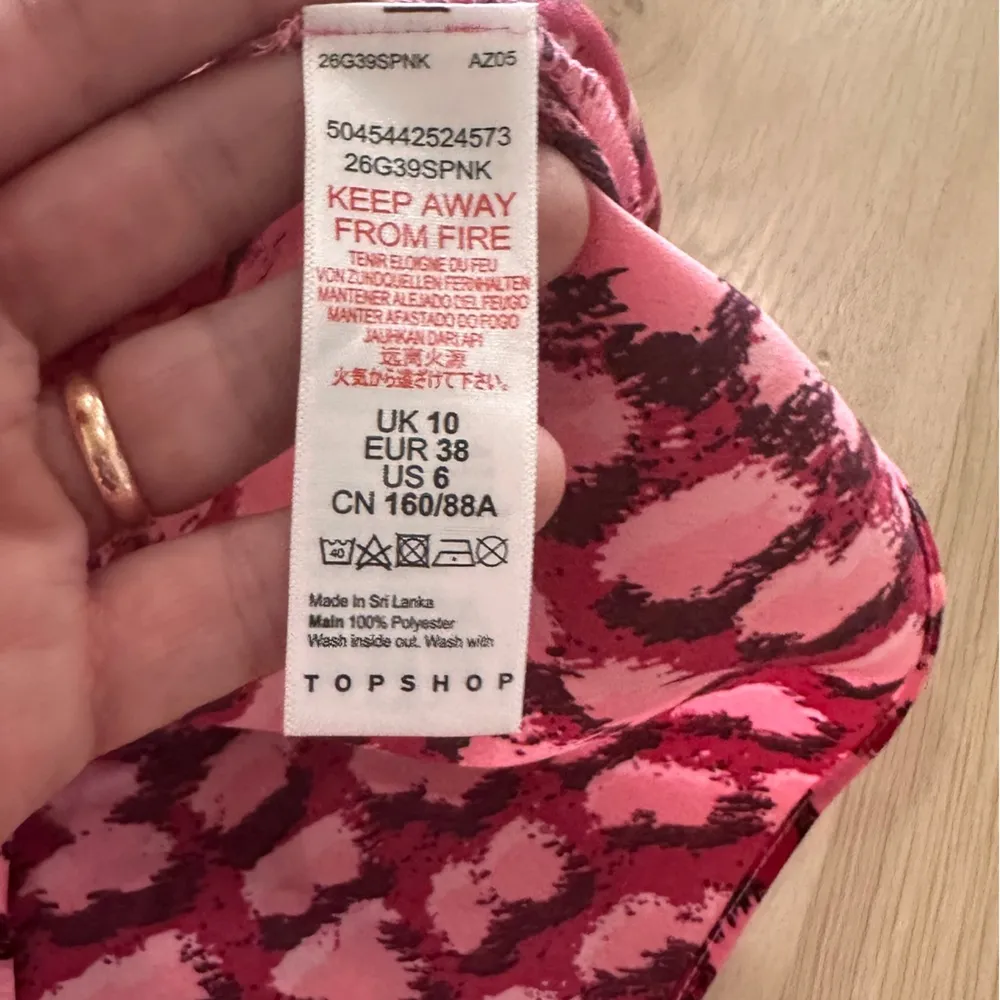 26G39SPNK AZ05
5045442524573
26G39SPNK
KEEP AWAY
FROM FIRE
TENIR ELOIGNE DU FEU
VON ZUNDQUELLEN FERNHALTEN
MANTENER ALEJADO DEL FEUGO
MANTER AFASTADO DO FOGO
JAUHKAN DARI API
远离火源
火気から遠ざけて下さい。
UK 10
EUR 38
US 6
CN 160/88A
40
Made In Sri Lanka
Main 100% Polyester
Wash inside out. Wash with
TOPSHOP